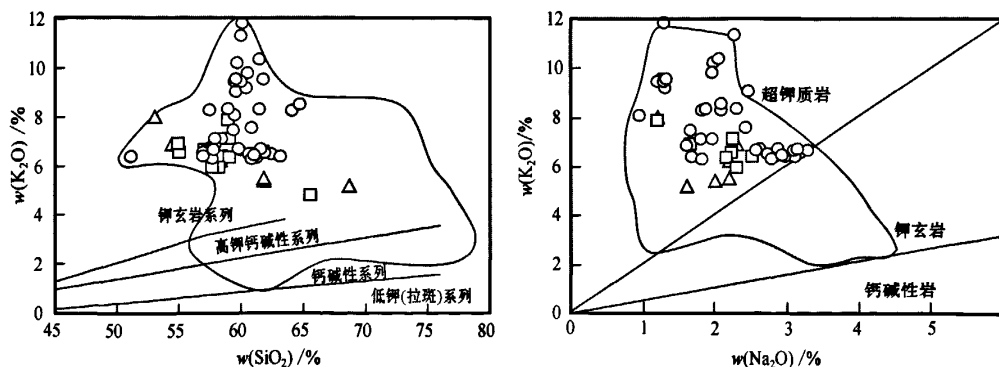 12
10
8
6
4
2
0
w(K₂O) /%
钾玄岩系列
高钾钙碱性系列
钙碱性系列
低钾(拉斑)系列
45
50
55
60
65
70
75
80
w(SiO₂) /%
12
10
8
6
4
2
0
w(K₂O)/%
超钾质岩
钾玄岩
钙碱性岩
0
1
2
3
4
5
w(Na₂O) /%